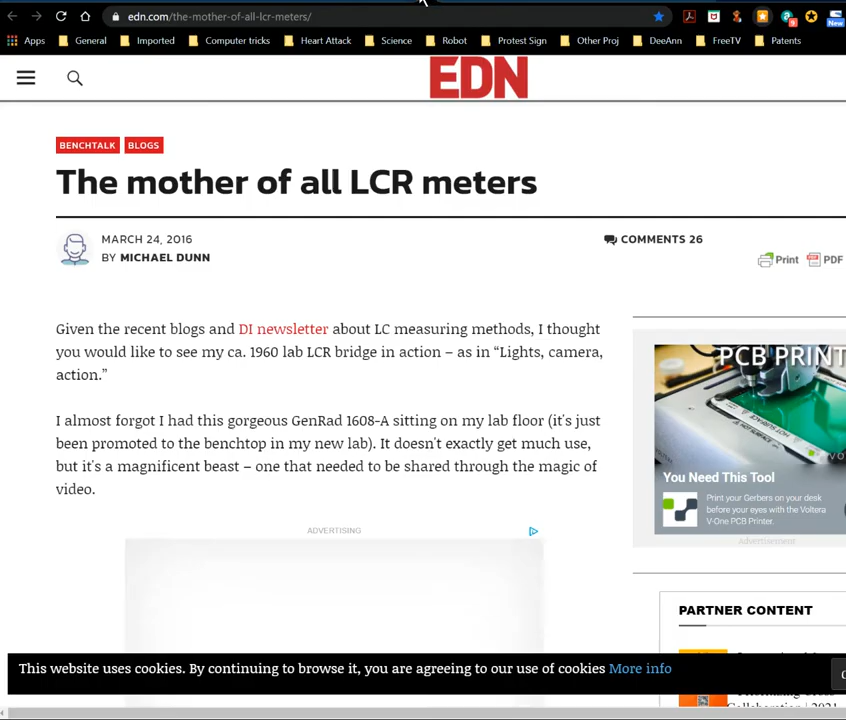 edn.com/the-mother-of-all-lcr-meters/
New
Apps General Imported Computer tricks Heart Attack Science Robot Protest Sign Other Proj DeeAnn FreeTV Patents
EDN
BENCHTALK BLOGS
The mother of all LCR meters
MARCH 24, 2016
BY MICHAEL DUNN
COMMENTS 26
Print PDF
Given the recent blogs and DI newsletter about LC measuring methods, I thought
you would like to see my ca. 1960 lab LCR bridge in action – as in “Lights, camera,
action.”
I almost forgot I had this gorgeous GenRad 1608-A sitting on my lab floor (it's just
been promoted to the benchtop in my new lab). It doesn't exactly get much use,
but it's a magnificent beast – one that needed to be shared through the magic of
video.
ADVERTISING
PCB PRINT
You Need This Tool
Print your Gerbers on your desk
before your eyes with the Voltera
V-One PCB Printer.
Advertisement
PARTNER CONTENT
Collaboration | 2021
This website uses cookies. By continuing to browse it, you are agreeing to our use of cookies More info